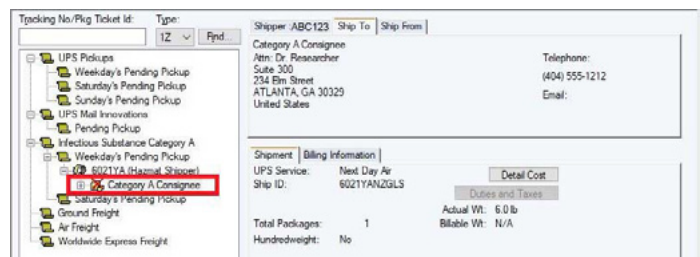 Tracking No/Pkg Ticket Id: Type:
1Z Find...
UPS Pickups
Weekday's Pending Pickup
Saturday's Pending Pickup
Sunday's Pending Pickup
UPS Mail Innovations
Pending Pickup
Infectious Substance Category A
Weekday's Pending Pickup
6021YA (Hazmat Shipper)
Category A Consignee
Saturday's Pending Pickup
Ground Freight
Air Freight
Worldwide Express Freight
Shipper :ABC123 Ship To Ship From
Category A Consignee
Attn: Dr. Researcher
Suite 300
234 Elm Street
ATLANTA, GA 30329
United States
Telephone:
(404) 555-1212
Email:
Shipment Billing Information
UPS Service: Next Day Air Detail Cost
Ship ID: 6021YANZGLS
Duties and Taxes
Actual Wt: 6.0 lb
Total Packages: 1 Billable Wt: N/A
Hundredweight: No